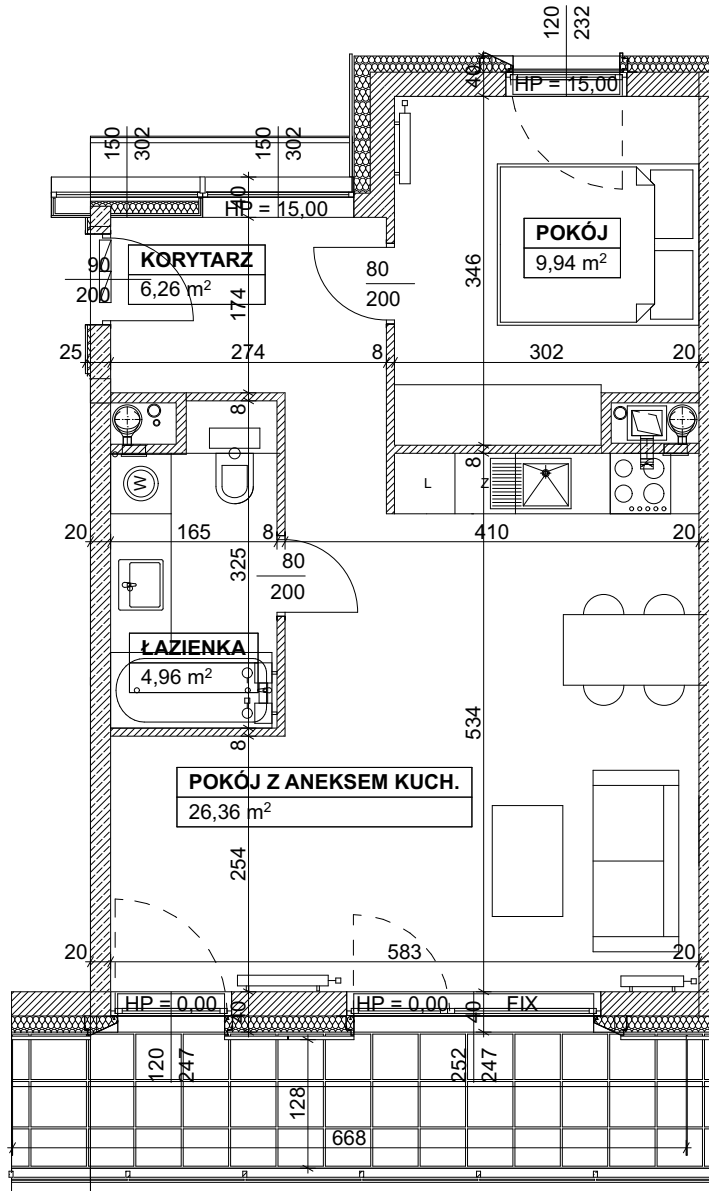 120
232
40
HP = 15,00
150
302
150
302
40
HP = 15,00
POKÓJ
9,94 m²
KORYTARZ
6,26 m²
90
200
80
200
346
174
25
274
8
302
20
8
8
W
L
Z
20
165
8
410
20
325
80
200
ŁAZIENKA
4,96 m²
534
8
POKÓJ Z ANEKSEM KUCH.
26,36 m²
254
20
583
20
HP = 0,00
40
HP = 0,00
40
FIX
120
247
252
247
128
668